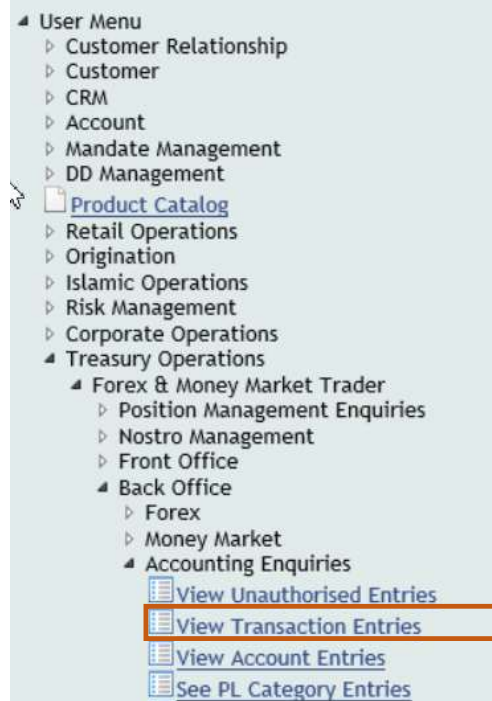 User Menu
Customer Relationship
Customer
CRM
Account
Mandate Management
DD Management
Product Catalog
Retail Operations
Origination
Islamic Operations
Risk Management
Corporate Operations
Treasury Operations
Forex & Money Market Trader
Position Management Enquiries
Nostro Management
Front Office
Back Office
Forex
Money Market
Accounting Enquiries
View Unauthorised Entries
View Transaction Entries
View Account Entries
See PL Category Entries